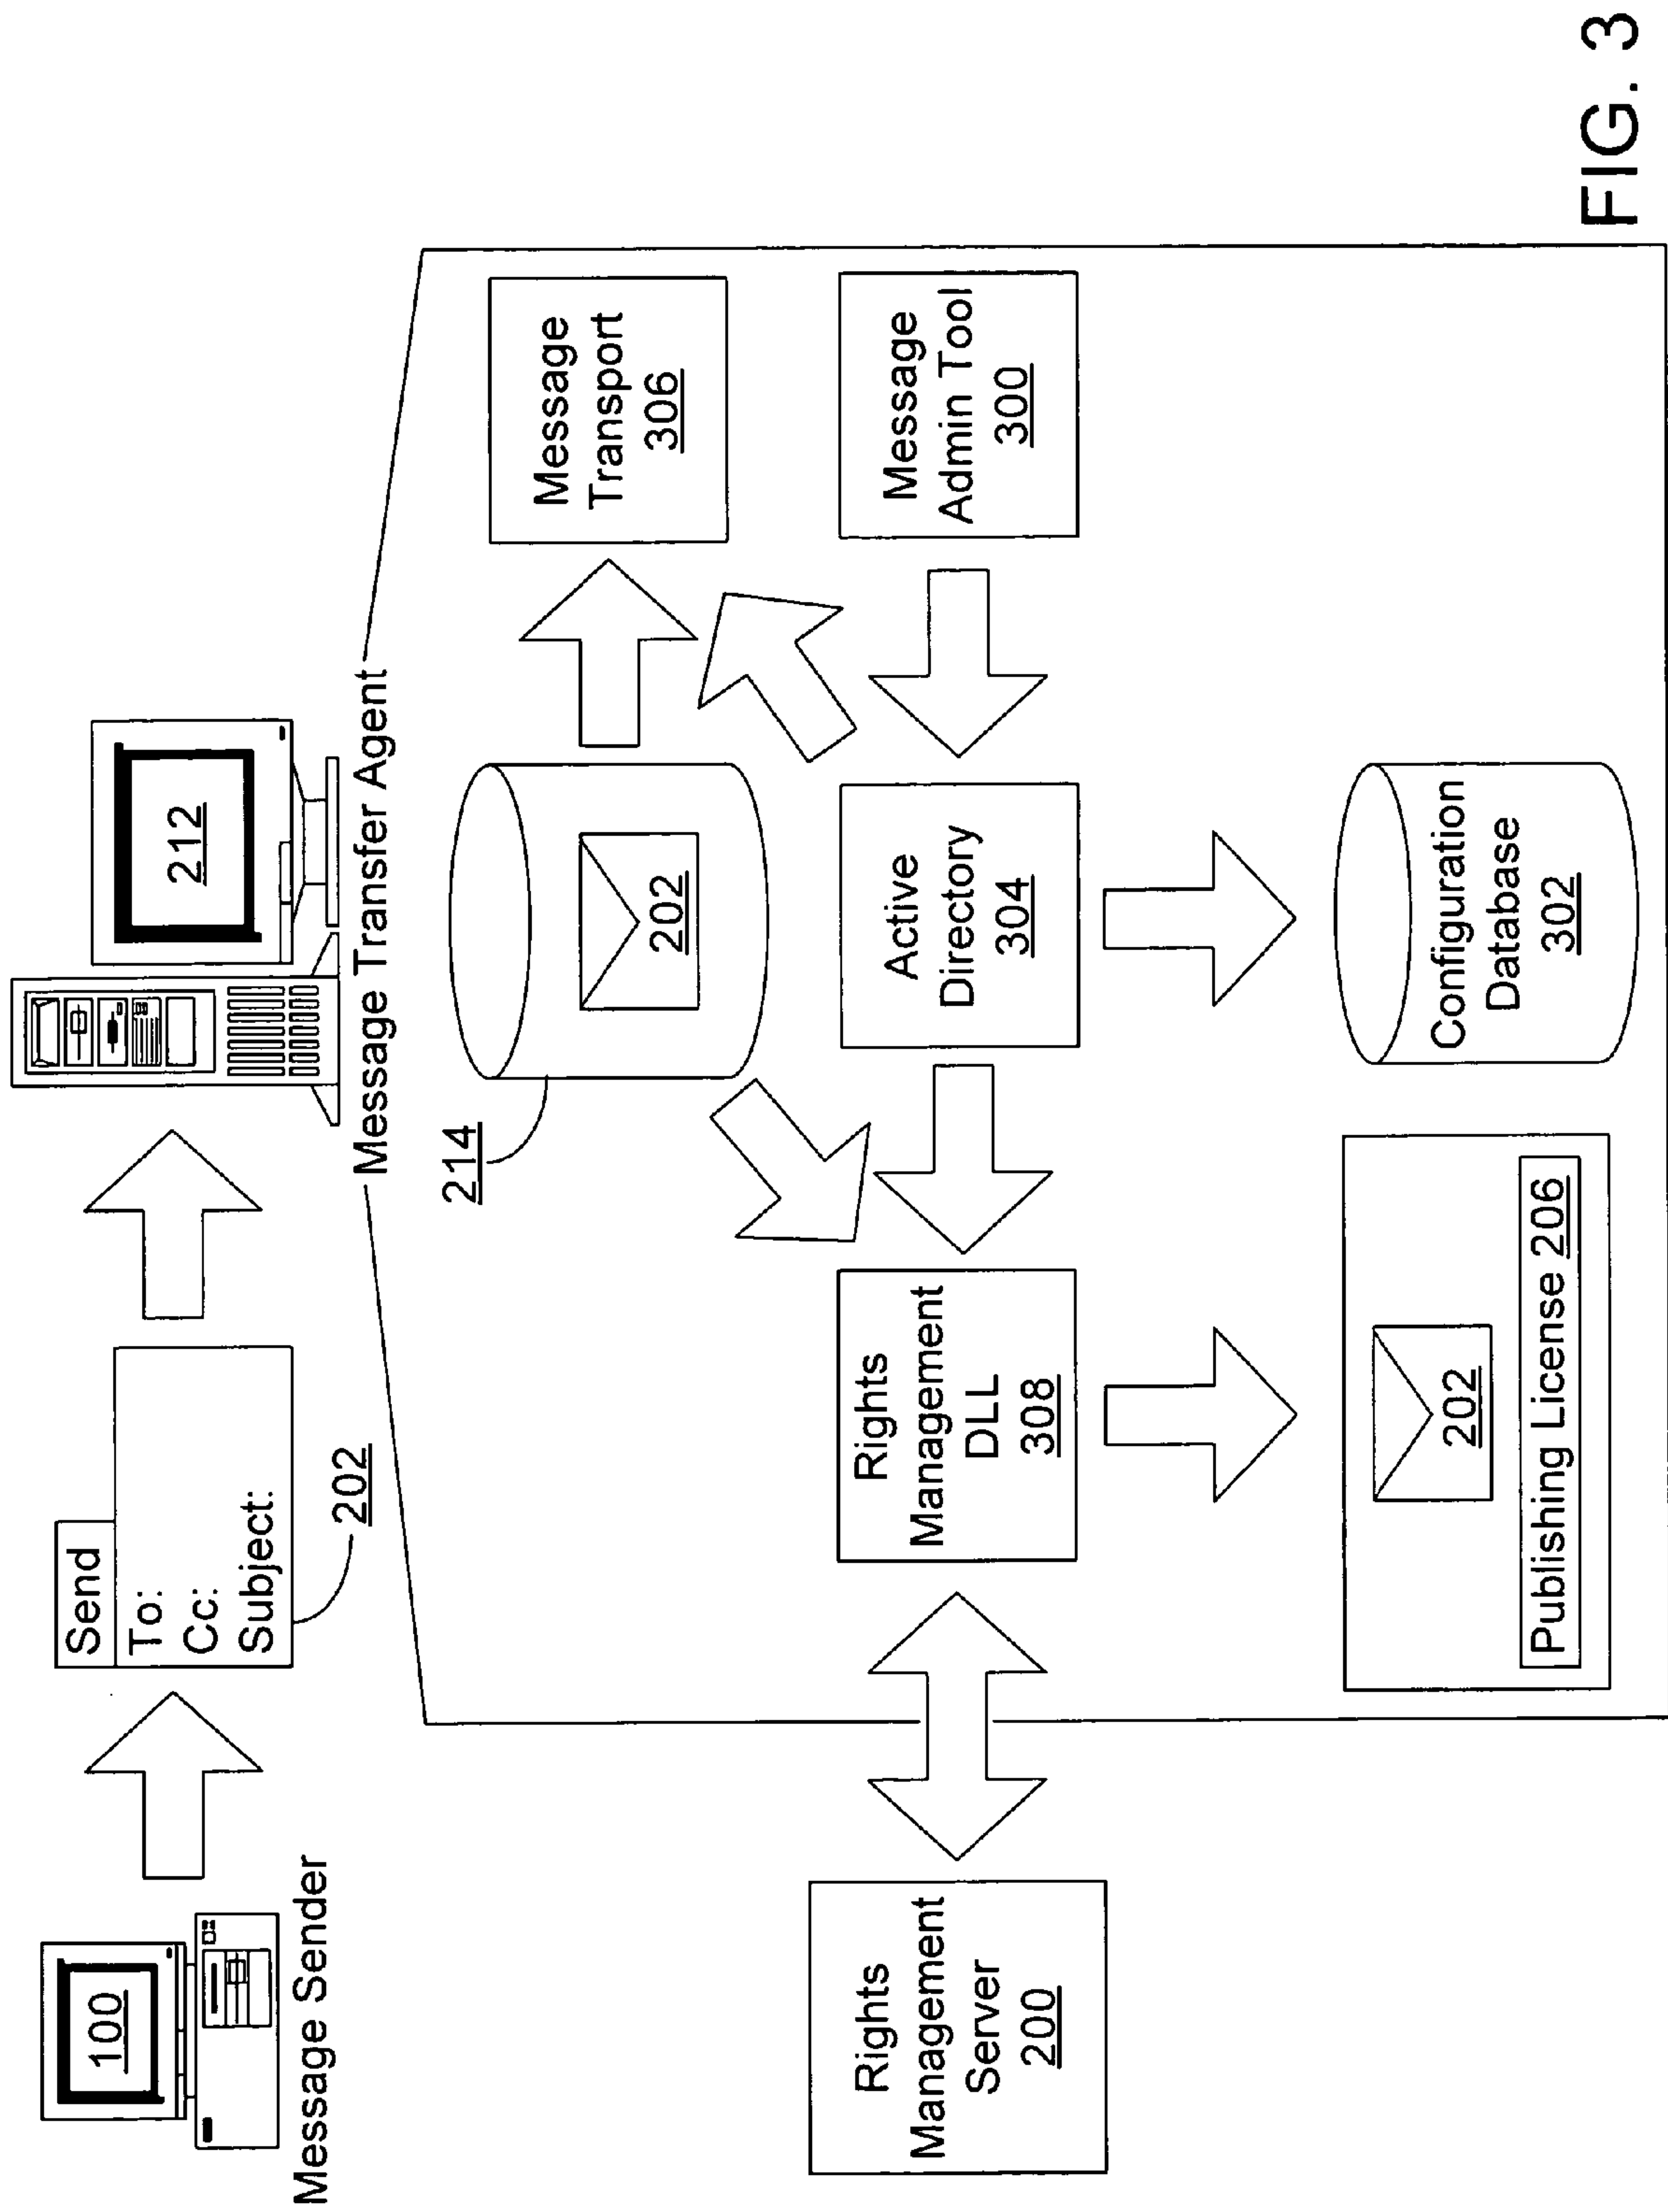 100
Message Sender
Send
To:
Cc:
Subject:
202
212
Message Transfer Agent
214
202
Message
Transport
306
Rights
Management
Server
200
Rights
Management
DLL
308
Active
Directory
304
Message
Admin Tool
300
202
Publishing License 206
Configuration
Database
302
FIG. 3